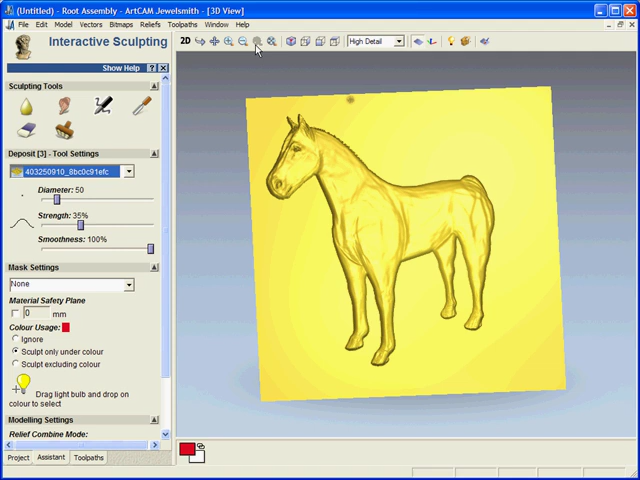 (Untitled) - Root Assembly - ArtCAM Jewelsmith - [3D View]
File Edit View Models Vectors Bitmaps Reliefs Toolpaths Window Help
Interactive Sculpting
2D
High Detail
Show Help ? ×
Sculpting Tools
Deposit [3] - Tool Settings
403250910_8bc0c91efc
Diameter: 50
Strength: 35%
Smoothness: 100%
Mask Settings
None
Material Safety Plane
0 mm
Colour Usage:
Ignore
Sculpt only under colour
Sculpt excluding colour
Drag light bulb and drop on
colour to select
Modelling Settings
Relief Combine Mode:
Project Assistant Toolpaths